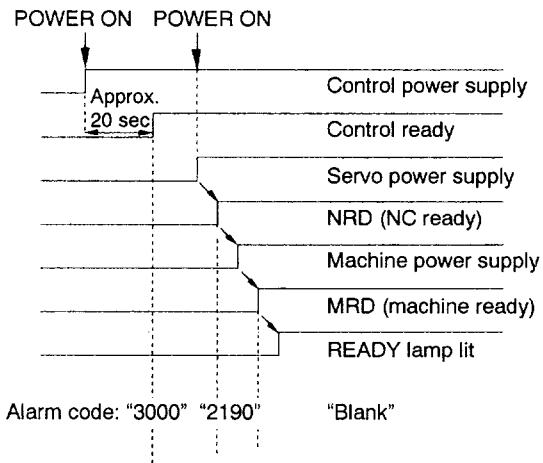 POWER ON POWER ON
Control power supply
Approx.
20 sec
Control ready
Servo power supply
NRD (NC ready)
Machine power supply
MRD (machine ready)
READY lamp lit
Alarm code: "3000" "2190" "Blank"